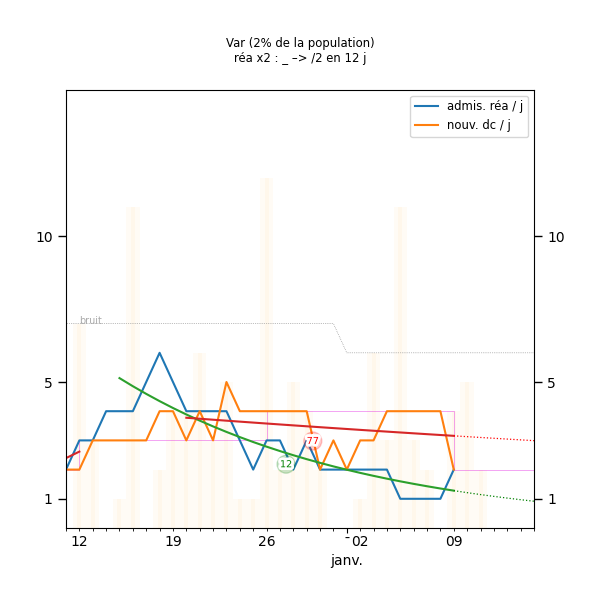 Var (2% de la population)
réa x2 : _ –> /2 en 12 j
admis. réa / j
nouv. dc / j
10
10
bruit
5
5
77
12
1
1
12
19
26
02
09
janv.